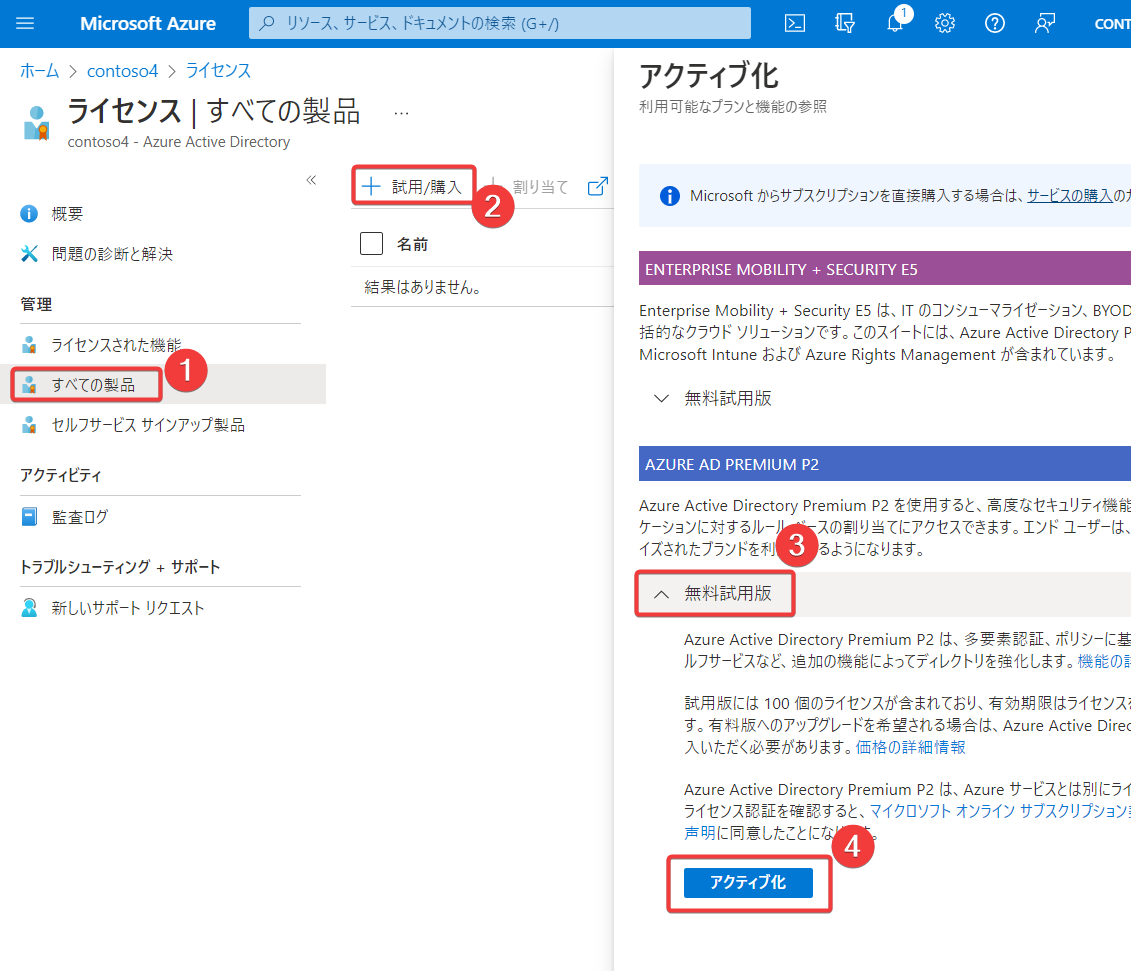 Microsoft Azure
リソース、サービス、ドキュメントの検索 (G+/)
1
CONT
ホーム > contoso4 > ライセンス
ライセンス | すべての製品
...
contoso4 - Azure Active Directory
«
概要
問題の診断と解決
管理
ライセンスされた機能
すべての製品
1
セルフサービス サインアップ製品
アクティビティ
監査ログ
トラブルシューティング + サポート
新しいサポート リクエスト
試用/購入
2
割り当て
名前
結果はありません。
アクティブ化
利用可能なプランと機能の参照
Microsoft からサブスクリプションを直接購入する場合は、サービスの購入の
ENTERPRISE MOBILITY + SECURITY E5
Enterprise Mobility + Security E5 は、IT のコンシューマライゼーション、BYOD
括的なクラウド ソリューションです。このスイートには、Azure Active Directory P
Microsoft Intune および Azure Rights Management が含まれています。
無料試用版
AZURE AD PREMIUM P2
Azure Active Directory Premium P2 を使用すると、高度なセキュリティ機能
ケーションに対するルール ベースの割り当てにアクセスできます。エンド ユーザーは、
イズされたブランドを利 るようになります。
3
無料試用版
Azure Active Directory Premium P2 は、多要素認証、ポリシーに基
ルフサービスなど、追加の機能によってディレクトリを強化します。機能の詳
試用版には 100 個のライセンスが含まれており、有効期限はライセンスを
す。有料版へのアップグレードを希望される場合は、Azure Active Direc
入いただく必要があります。価格の詳細情報
Azure Active Directory Premium P2 は、Azure サービスとは別にライ
ライセンス認証を確認すると、マイクロソフト オンライン サブスクリプション
声明に同意したことにな 。
4
アクティブ化